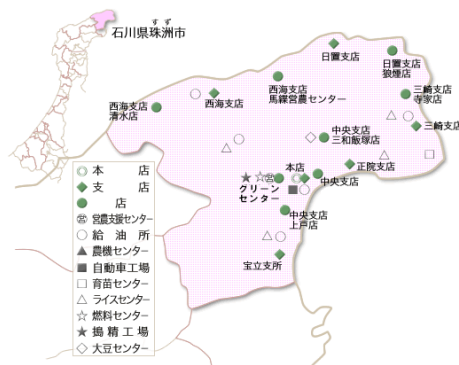 すず
石川県珠洲市
日置支店
日置支店
狼煙店
西海支店
馬緤営農センター
西海支店
西海支店
清水店
三崎支店
寺家店
三崎支店
中央支店
三和飯塚店
正院支店
本店
営
グリーン
センター
中央支店
中央支店
上戸店
宝立支所
本店
支店
店
営 営農支援センター
給油所
農機センター
自動車工場
育苗センター
ライスセンター
燃料センター
搗精工場
大豆センター